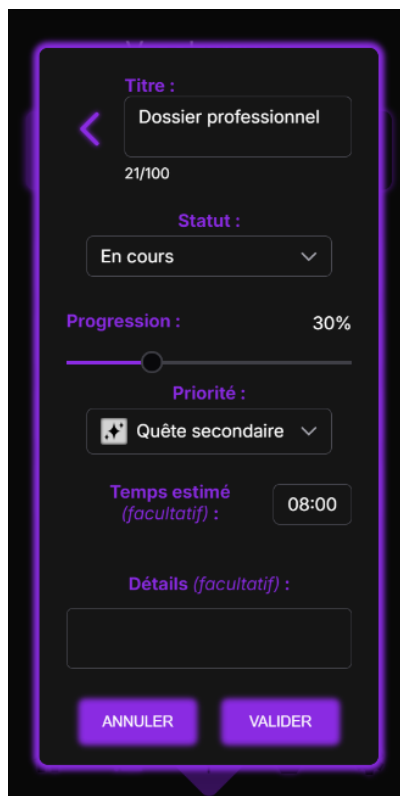 Titre :
Dossier professionnel
21/100
Statut :
En cours
Progression :
30%
Priorité :
Quête secondaire
Temps estimé
(facultatif) :
08:00
Détails (facultatif) :
ANNULER
VALIDER